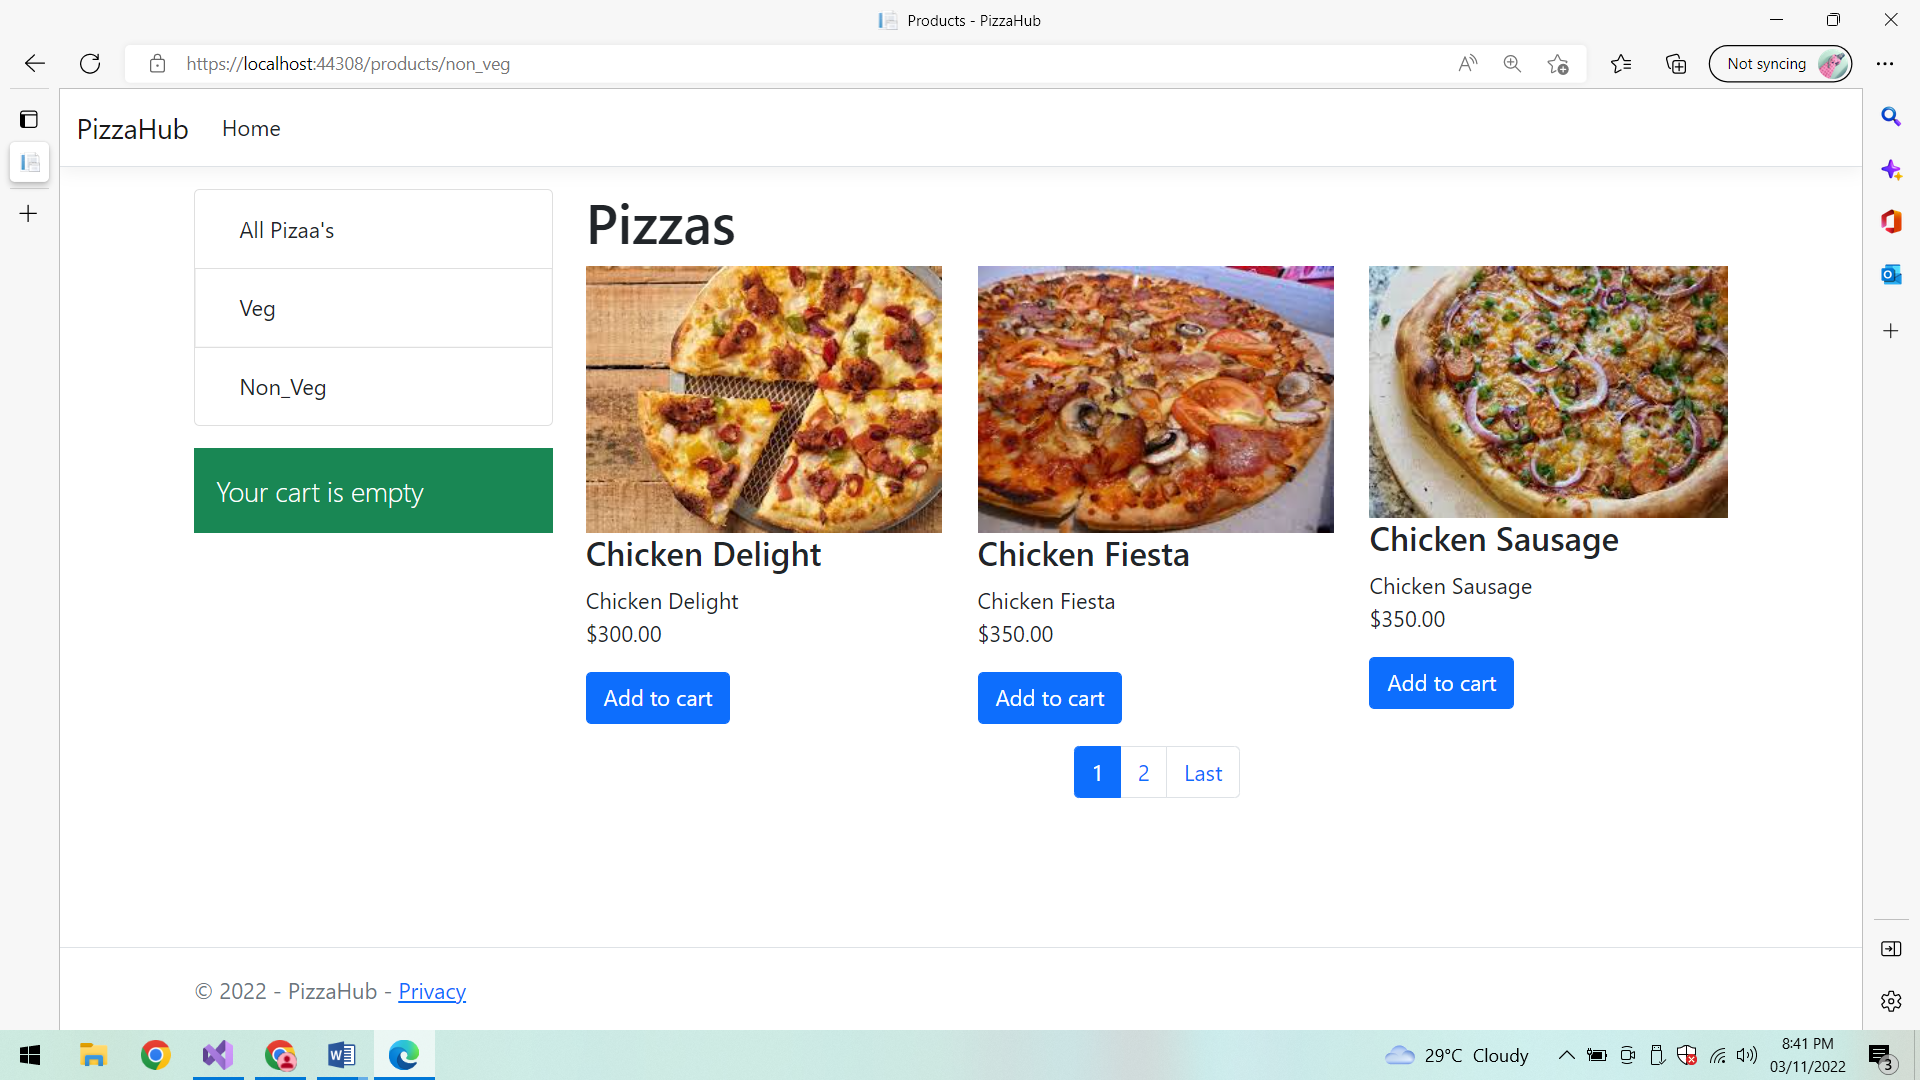 Products - PizzaHub
https://localhost:44308/products/non_veg
Not syncing
PizzaHub Home
All Pizaa's
Veg
Non_Veg
Your cart is empty
Pizzas
Chicken Delight
Chicken Delight
$300.00
Add to cart
Chicken Fiesta
Chicken Fiesta
$350.00
Add to cart
Chicken Sausage
Chicken Sausage
$350.00
Add to cart
1 2 Last
© 2022 - PizzaHub - Privacy
29°C Cloudy
8:41 PM
03/11/2022
3